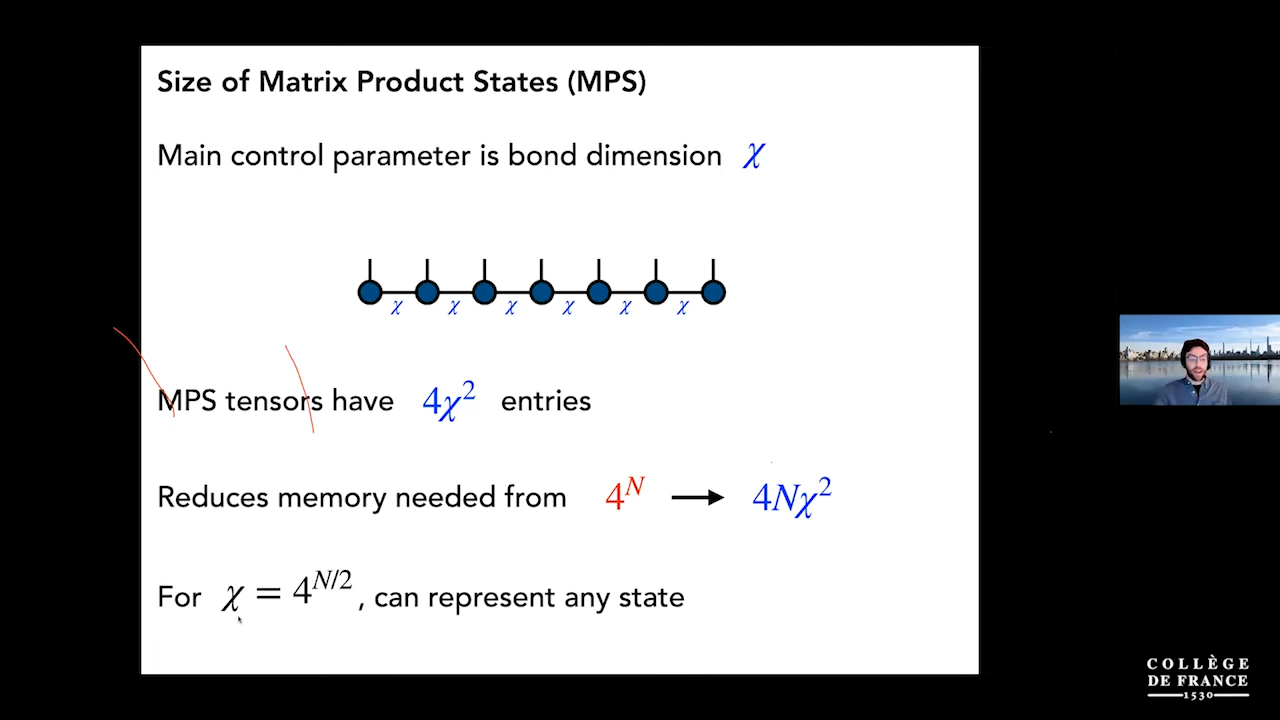 Size of Matrix Product States (MPS)
Main control parameter is bond dimension χ
χ χ χ χ χ χ
MPS tensors have 4χ² entries
Reduces memory needed from 4ᴺ → 4Nχ²
For χ = 4^{N/2}, can represent any state
COLLÈGE
DE FRANCE
1530